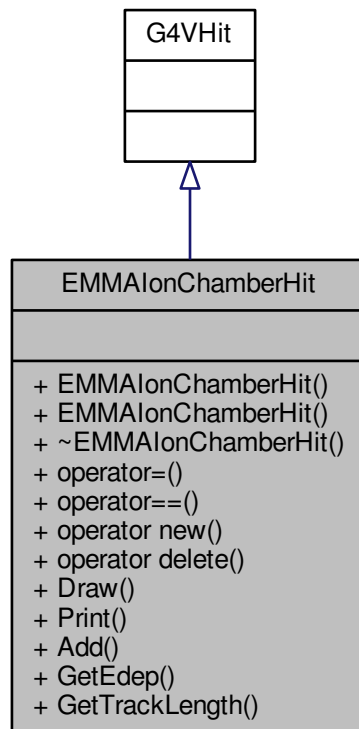 G4VHit
EMMAIonChamberHit
+ EMMAIonChamberHit()
+ EMMAIonChamberHit()
+ ~EMMAIonChamberHit()
+ operator=()
+ operator==()
+ operator new()
+ operator delete()
+ Draw()
+ Print()
+ Add()
+ GetEdep()
+ GetTrackLength()